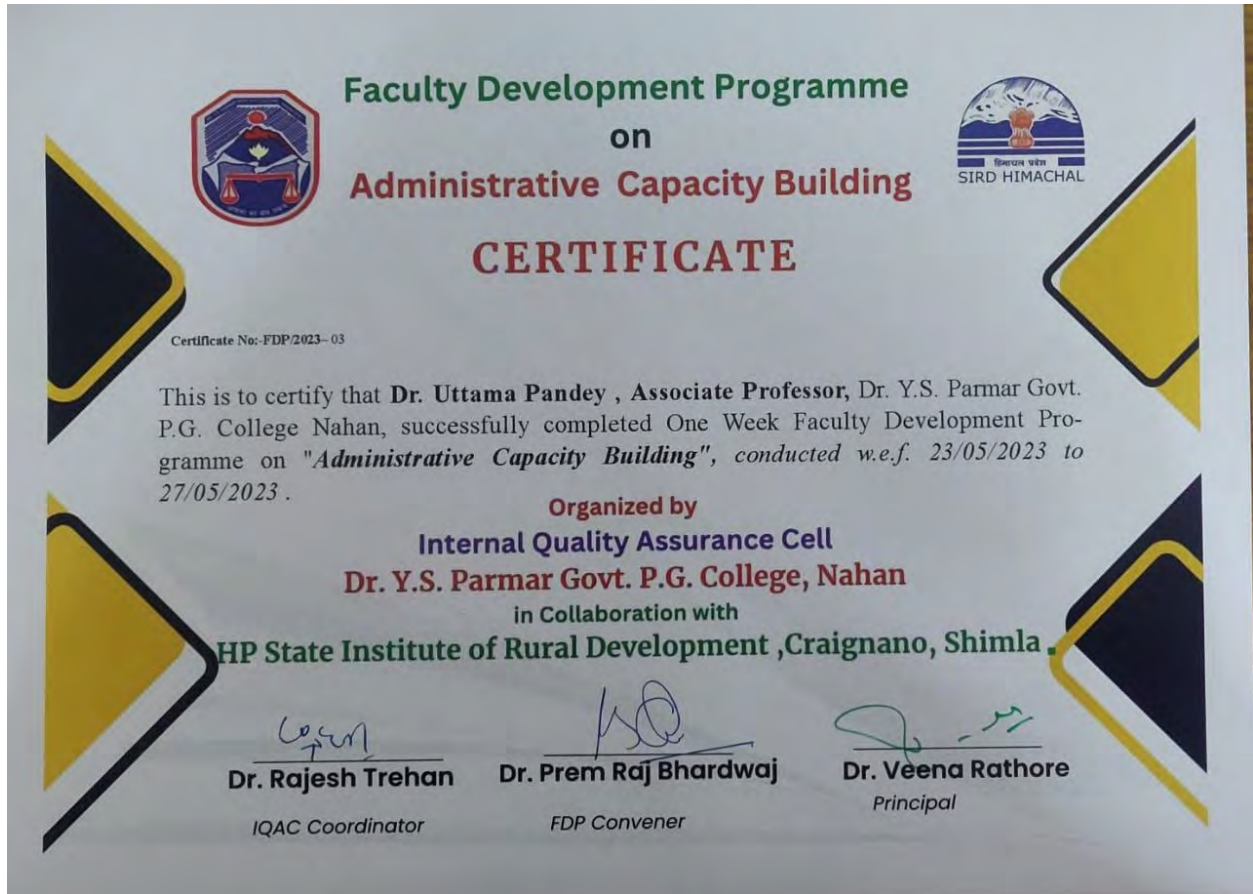 Faculty Development Programme
on
Administrative Capacity Building
हिमाचल प्रदेश
SIRD HIMACHAL
CERTIFICATE
Certificate No:-FDP/2023-03
This is to certify that Dr. Uttama Pandey , Associate Professor, Dr. Y.S. Parmar Govt.
P.G. College Nahan, successfully completed One Week Faculty Development Pro-
gramme on "Administrative Capacity Building", conducted w.e.f. 23/05/2023 to
27/05/2023 .
Organized by
Internal Quality Assurance Cell
Dr. Y.S. Parmar Govt. P.G. College, Nahan
in Collaboration with
HP State Institute of Rural Development ,Craignano, Shimla .
Dr. Rajesh Trehan
Dr. Prem Raj Bhardwaj
Dr. Veena Rathore
IQAC Coordinator
FDP Convener
Principal